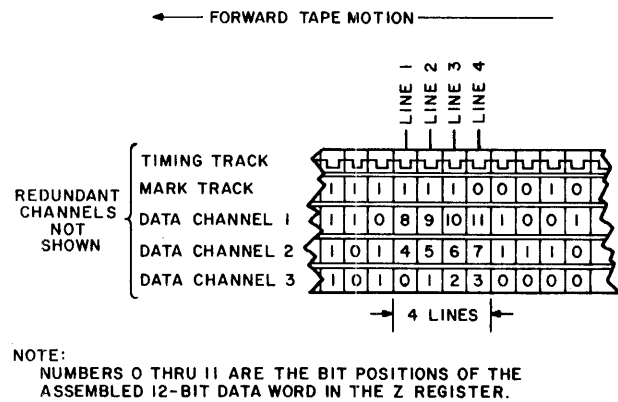 FORWARD TAPE MOTION
LINE 1
LINE 2
LINE 3
LINE 4
REDUNDANT
CHANNELS
NOT
SHOWN
TIMING TRACK
MARK TRACK 1 1 1 1 1 1 0 0 0 1 0
DATA CHANNEL 1 1 1 0 8 9 10 11 1 0 0 1
DATA CHANNEL 2 1 0 1 4 5 6 7 1 1 1 0
DATA CHANNEL 3 1 0 1 0 1 2 3 0 0 0 0
4 LINES
NOTE:
NUMBERS 0 THRU 11 ARE THE BIT POSITIONS OF THE
ASSEMBLED 12-BIT DATA WORD IN THE Z REGISTER.